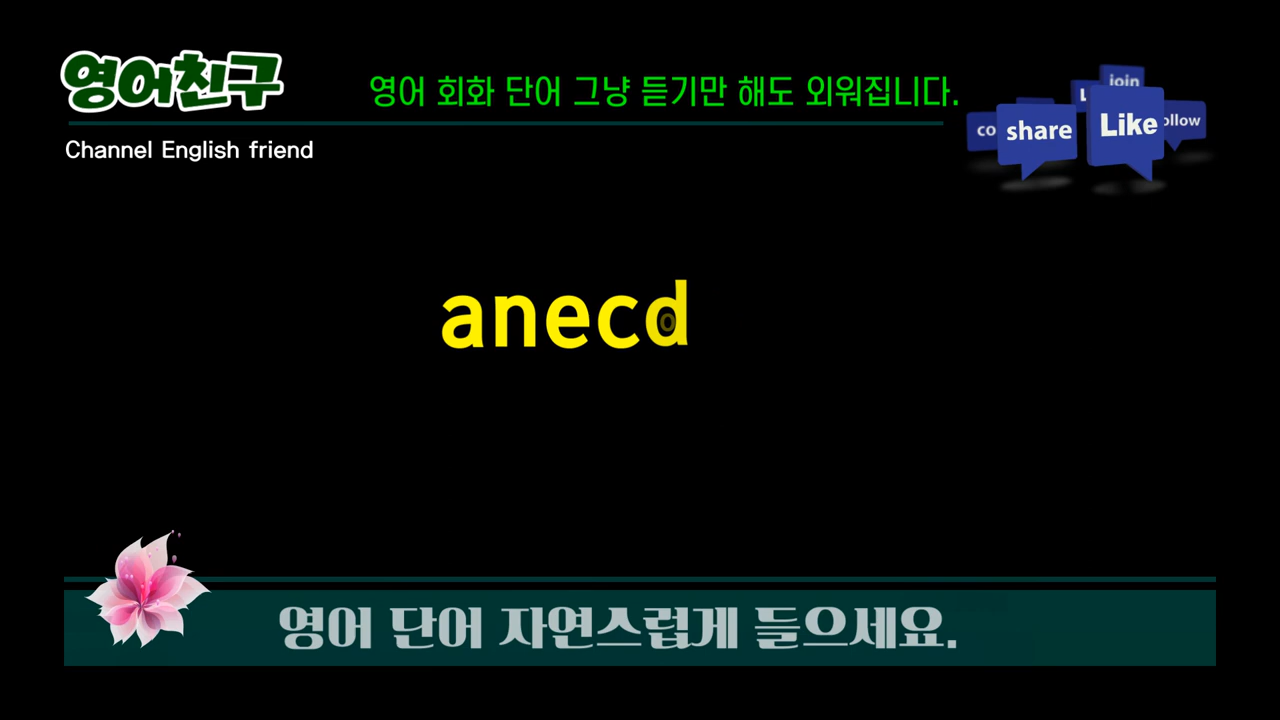 영어친구
영어 회화 단어 그냥 듣기만 해도 외워집니다.
Channel English friend
join
share
Like
anecd
영어 단어 자연스럽게 들으세요.